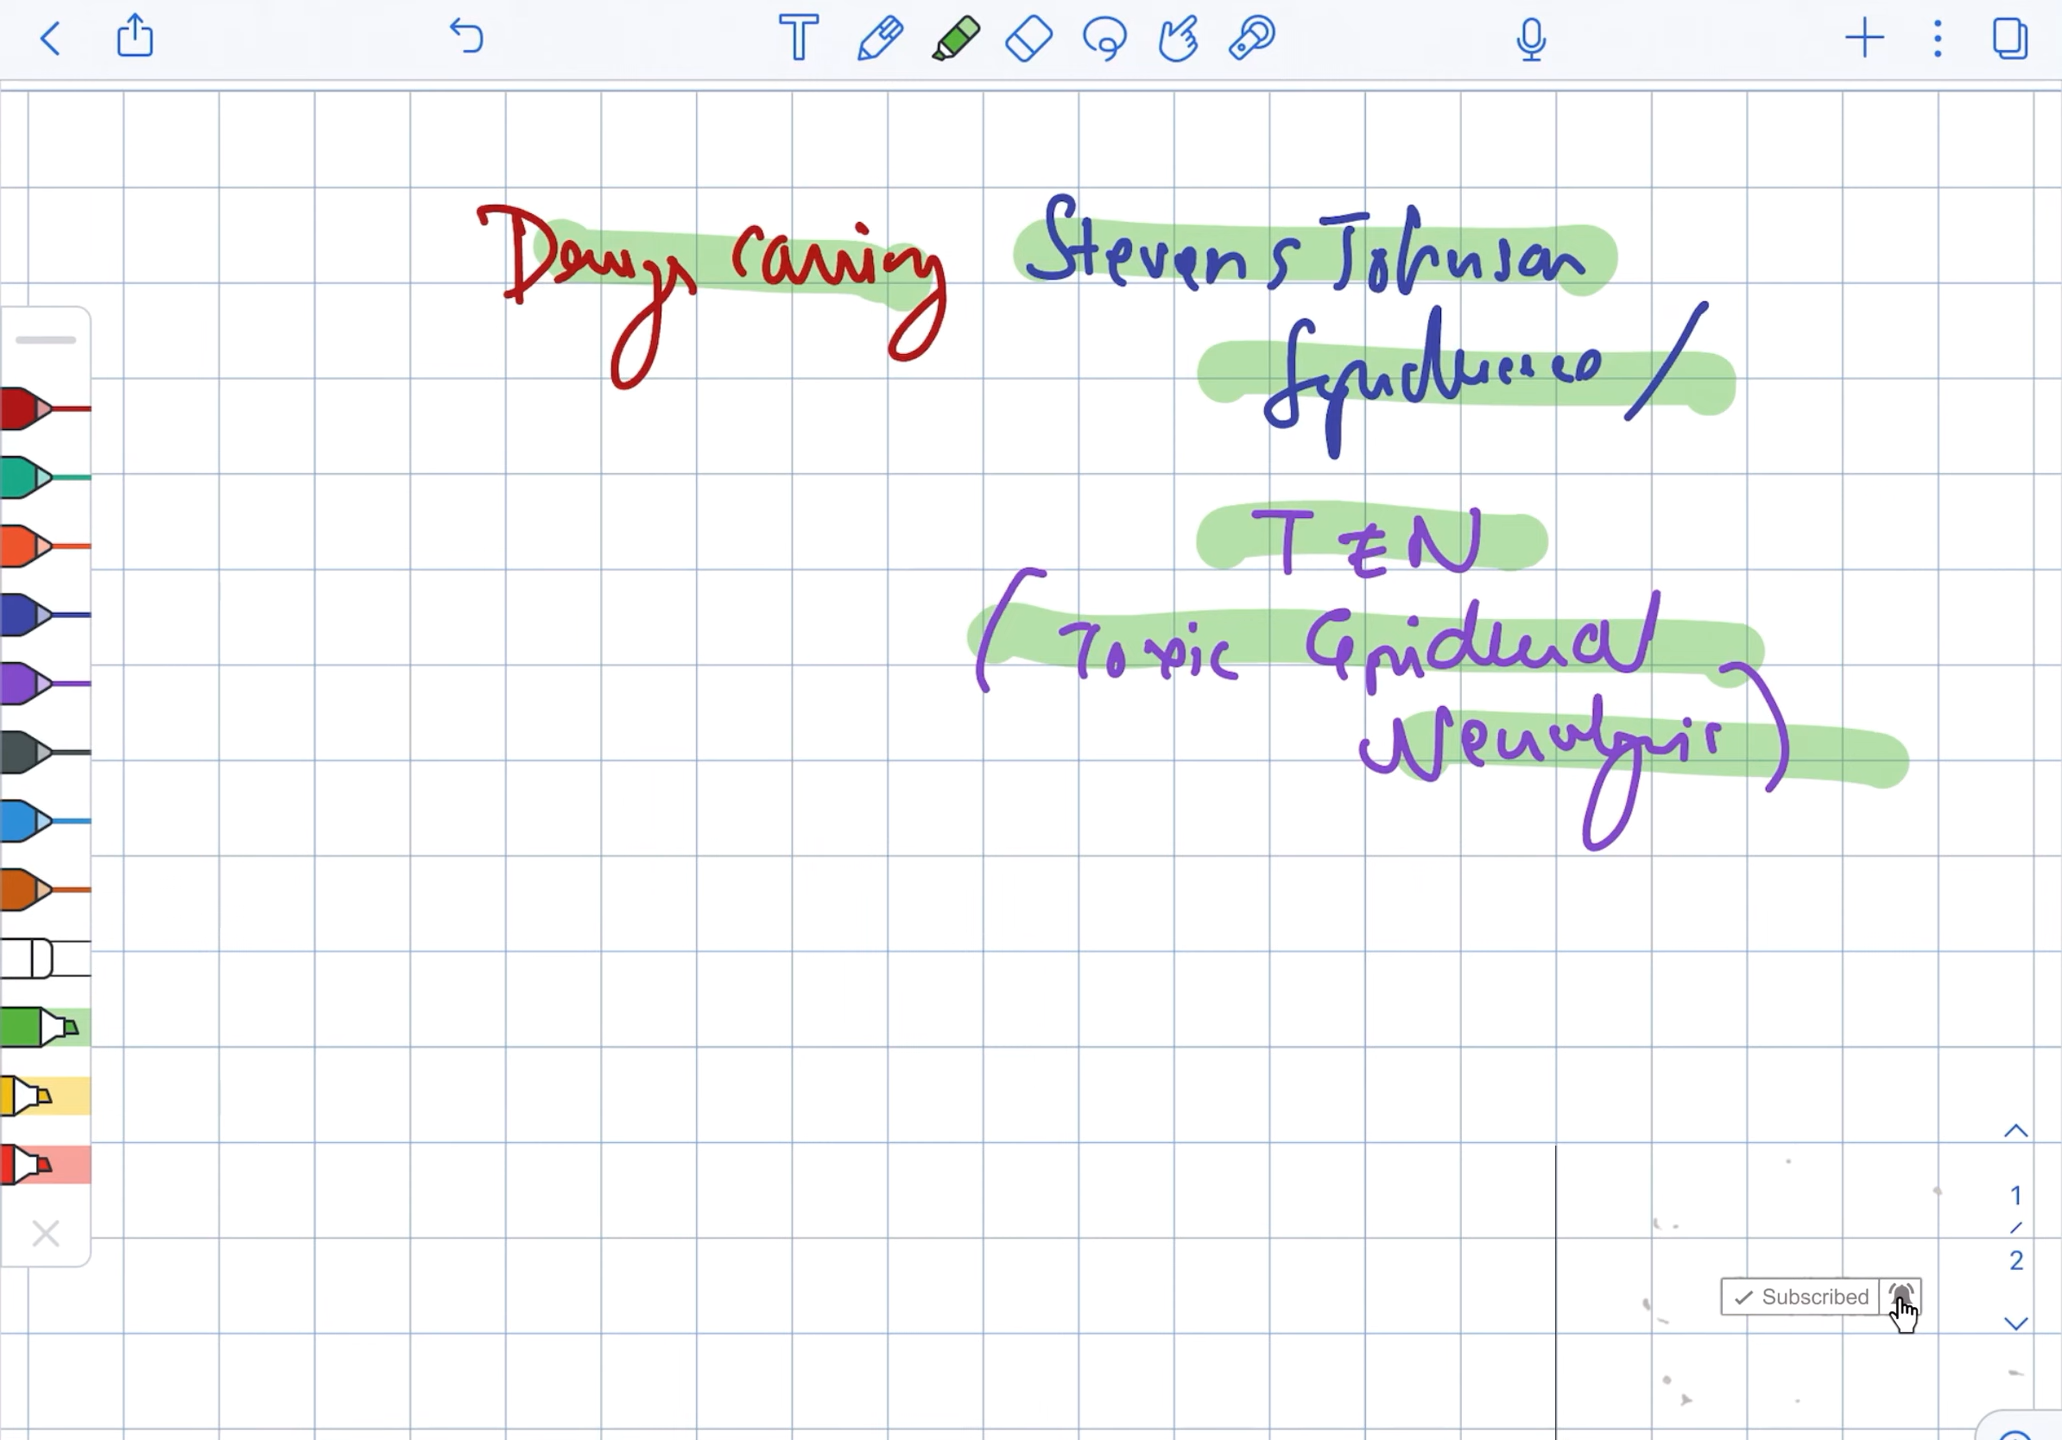 Drugs causing Stevens Johnson
Syndrome /
TEN
( Toxic Epidermal
Necrolysis )
1
/
2
Subscribed